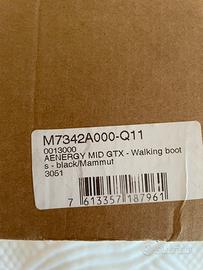 M7342A000-Q11
0013000
AENERGY MID GTX - Walking boot
s - black/Mammut
3051
7 613357 187961